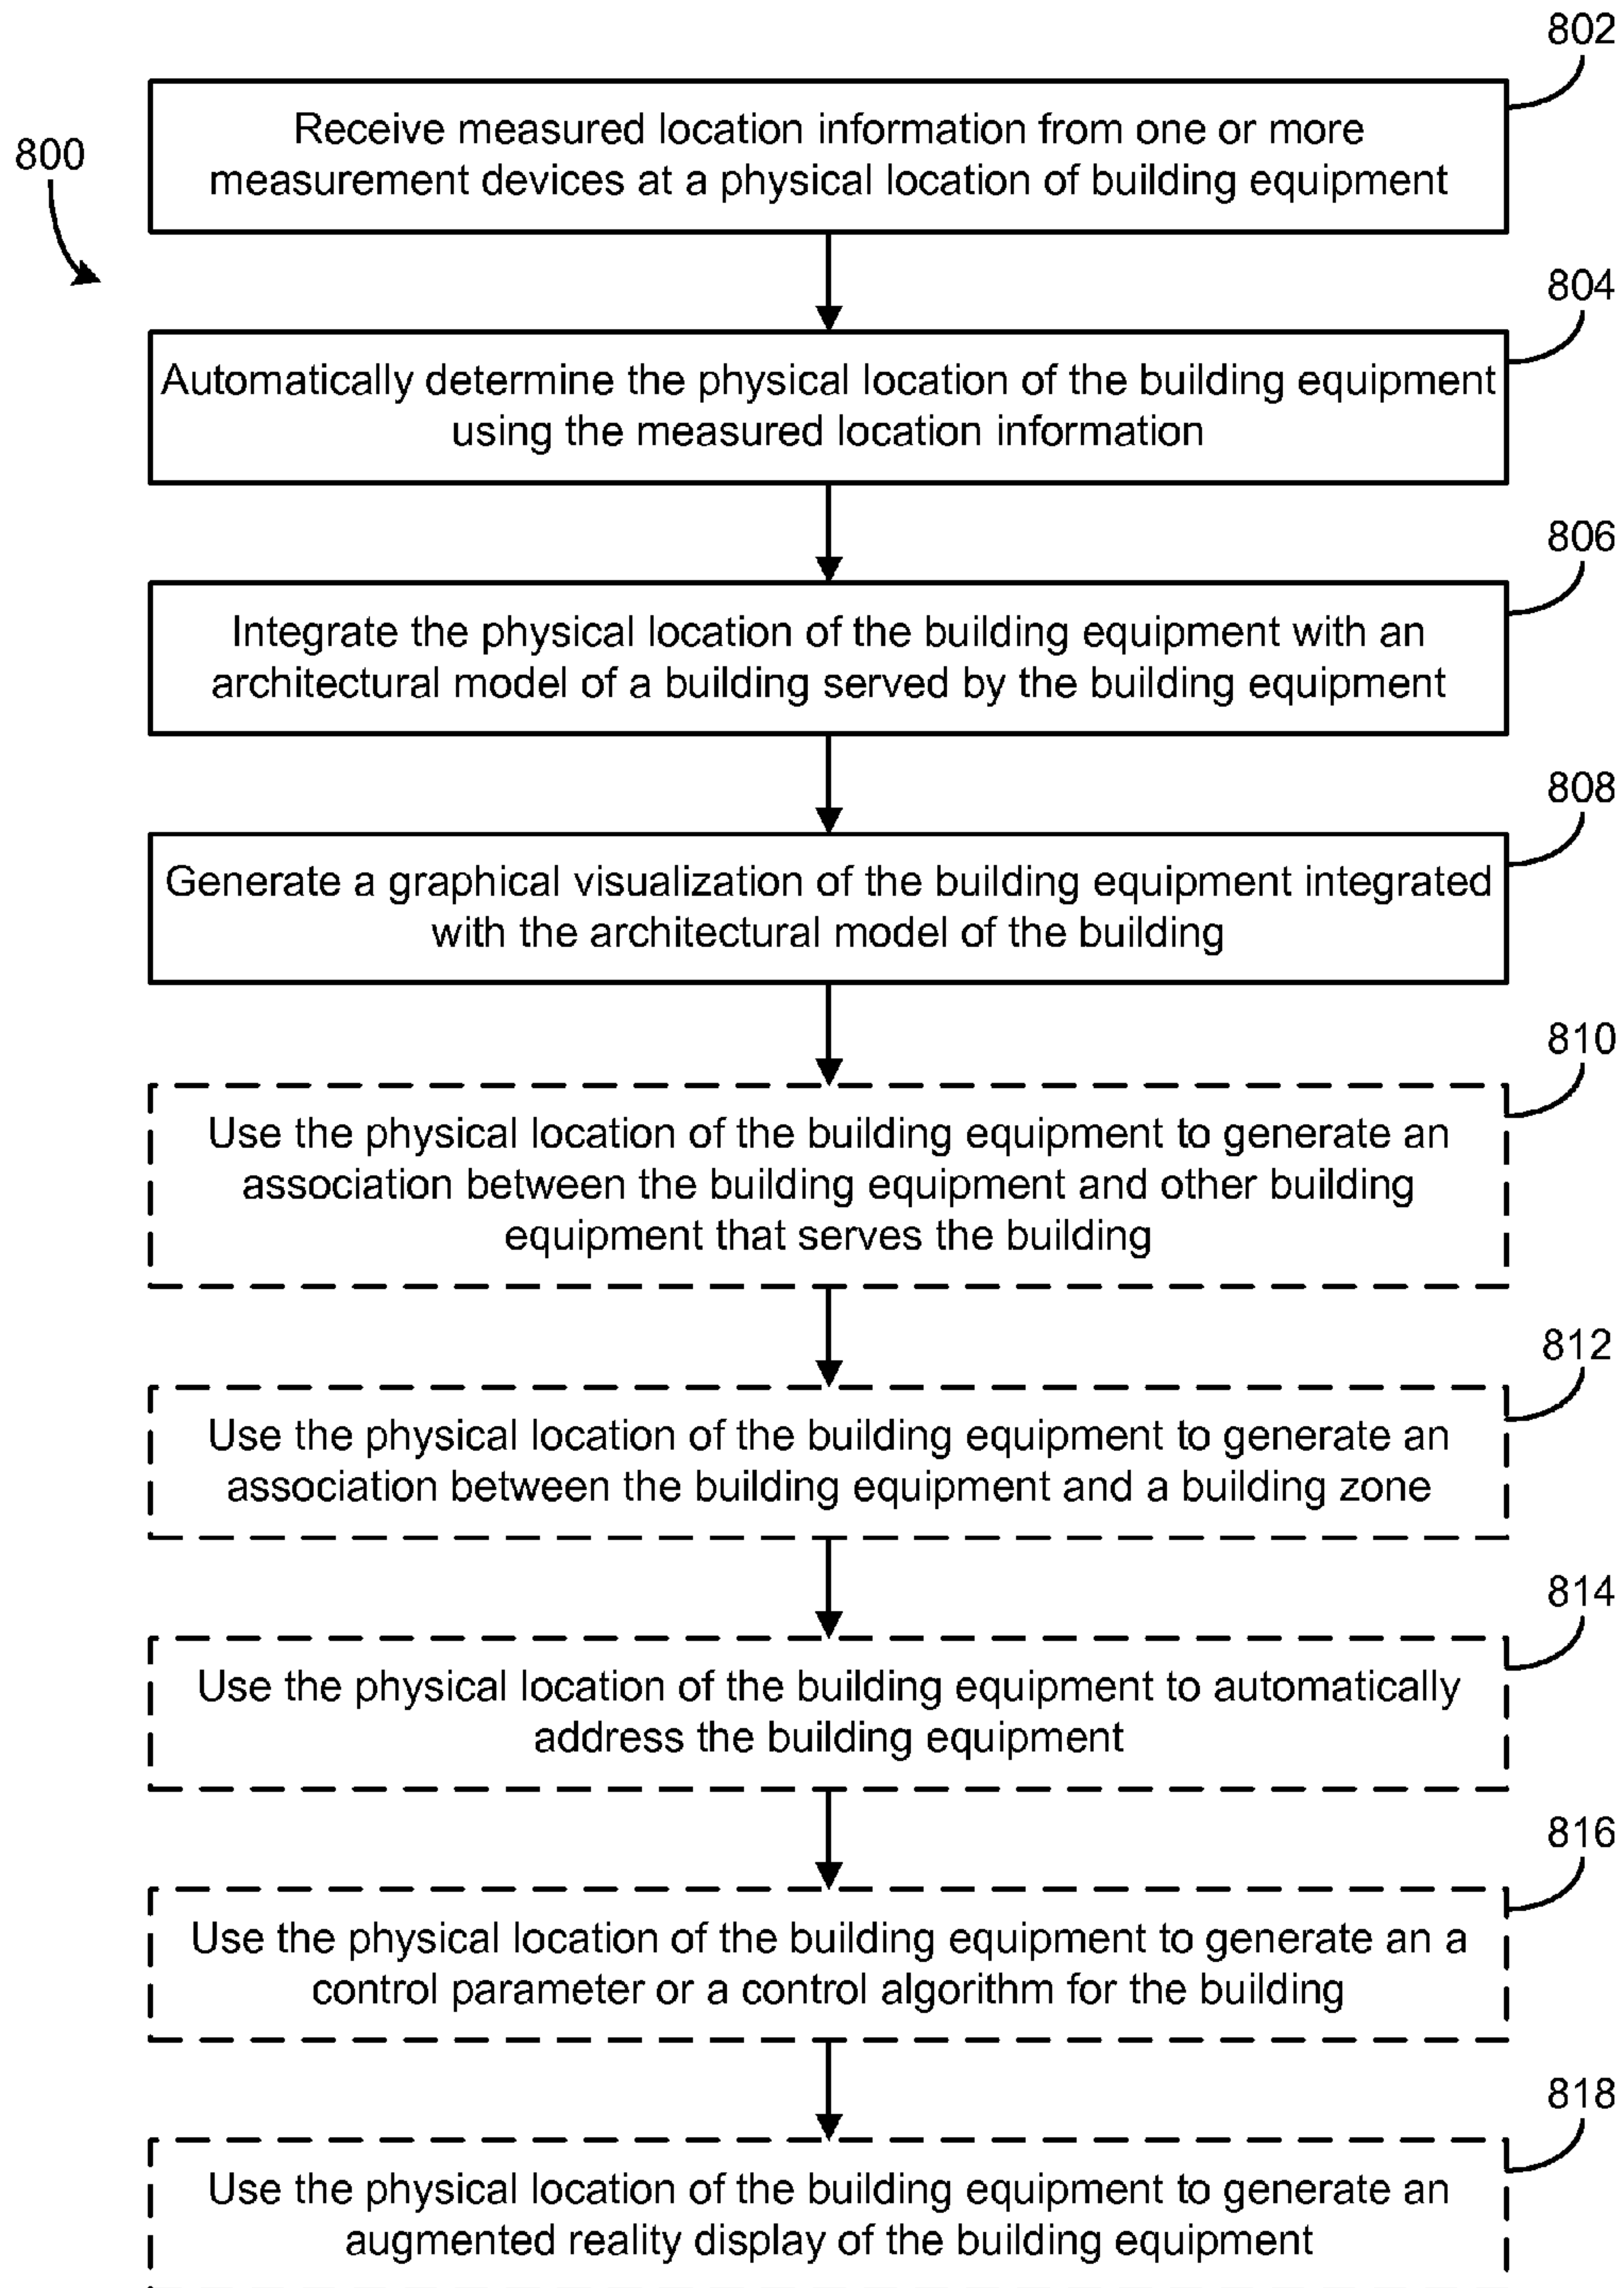 802
800
Receive measured location information from one or more
measurement devices at a physical location of building equipment
804
Automatically determine the physical location of the building equipment
using the measured location information
806
Integrate the physical location of the building equipment with an
architectural model of a building served by the building equipment
808
Generate a graphical visualization of the building equipment integrated
with the architectural model of the building
810
Use the physical location of the building equipment to generate an
association between the building equipment and other building
equipment that serves the building
812
Use the physical location of the building equipment to generate an
association between the building equipment and a building zone
814
Use the physical location of the building equipment to automatically
address the building equipment
816
Use the physical location of the building equipment to generate an a
control parameter or a control algorithm for the building
818
Use the physical location of the building equipment to generate an
augmented reality display of the building equipment